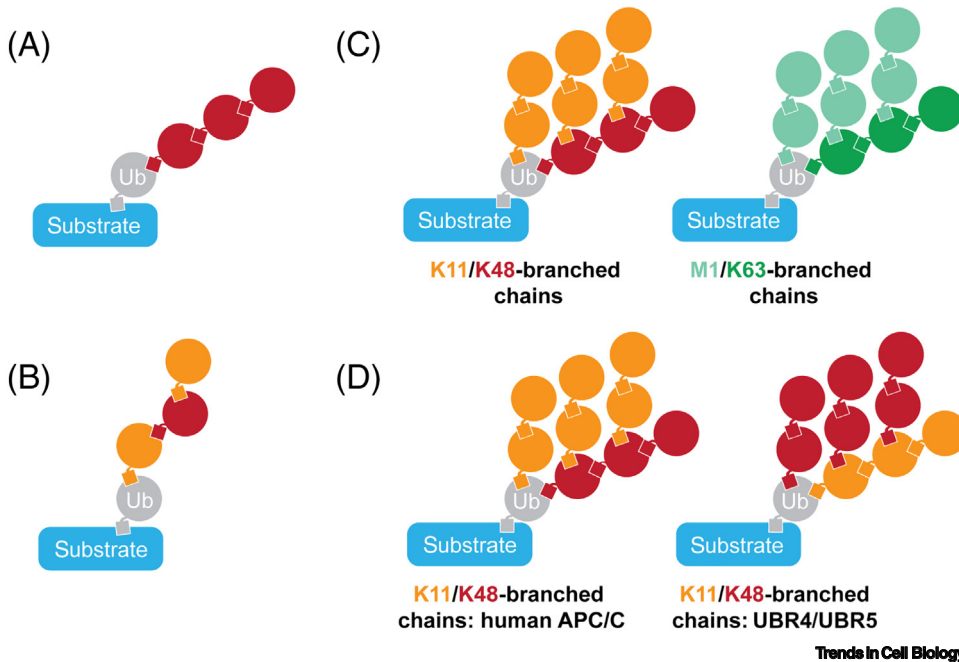 (A)
Ub
Substrate
(B)
Ub
Substrate
(C)
Ub
Substrate
K11/K48-branched
chains
Ub
Substrate
M1/K63-branched
chains
(D)
Ub
Substrate
K11/K48-branched
chains: human APC/C
Ub
Substrate
K11/K48-branched
chains: UBR4/UBR5
Trends in Cell Biology